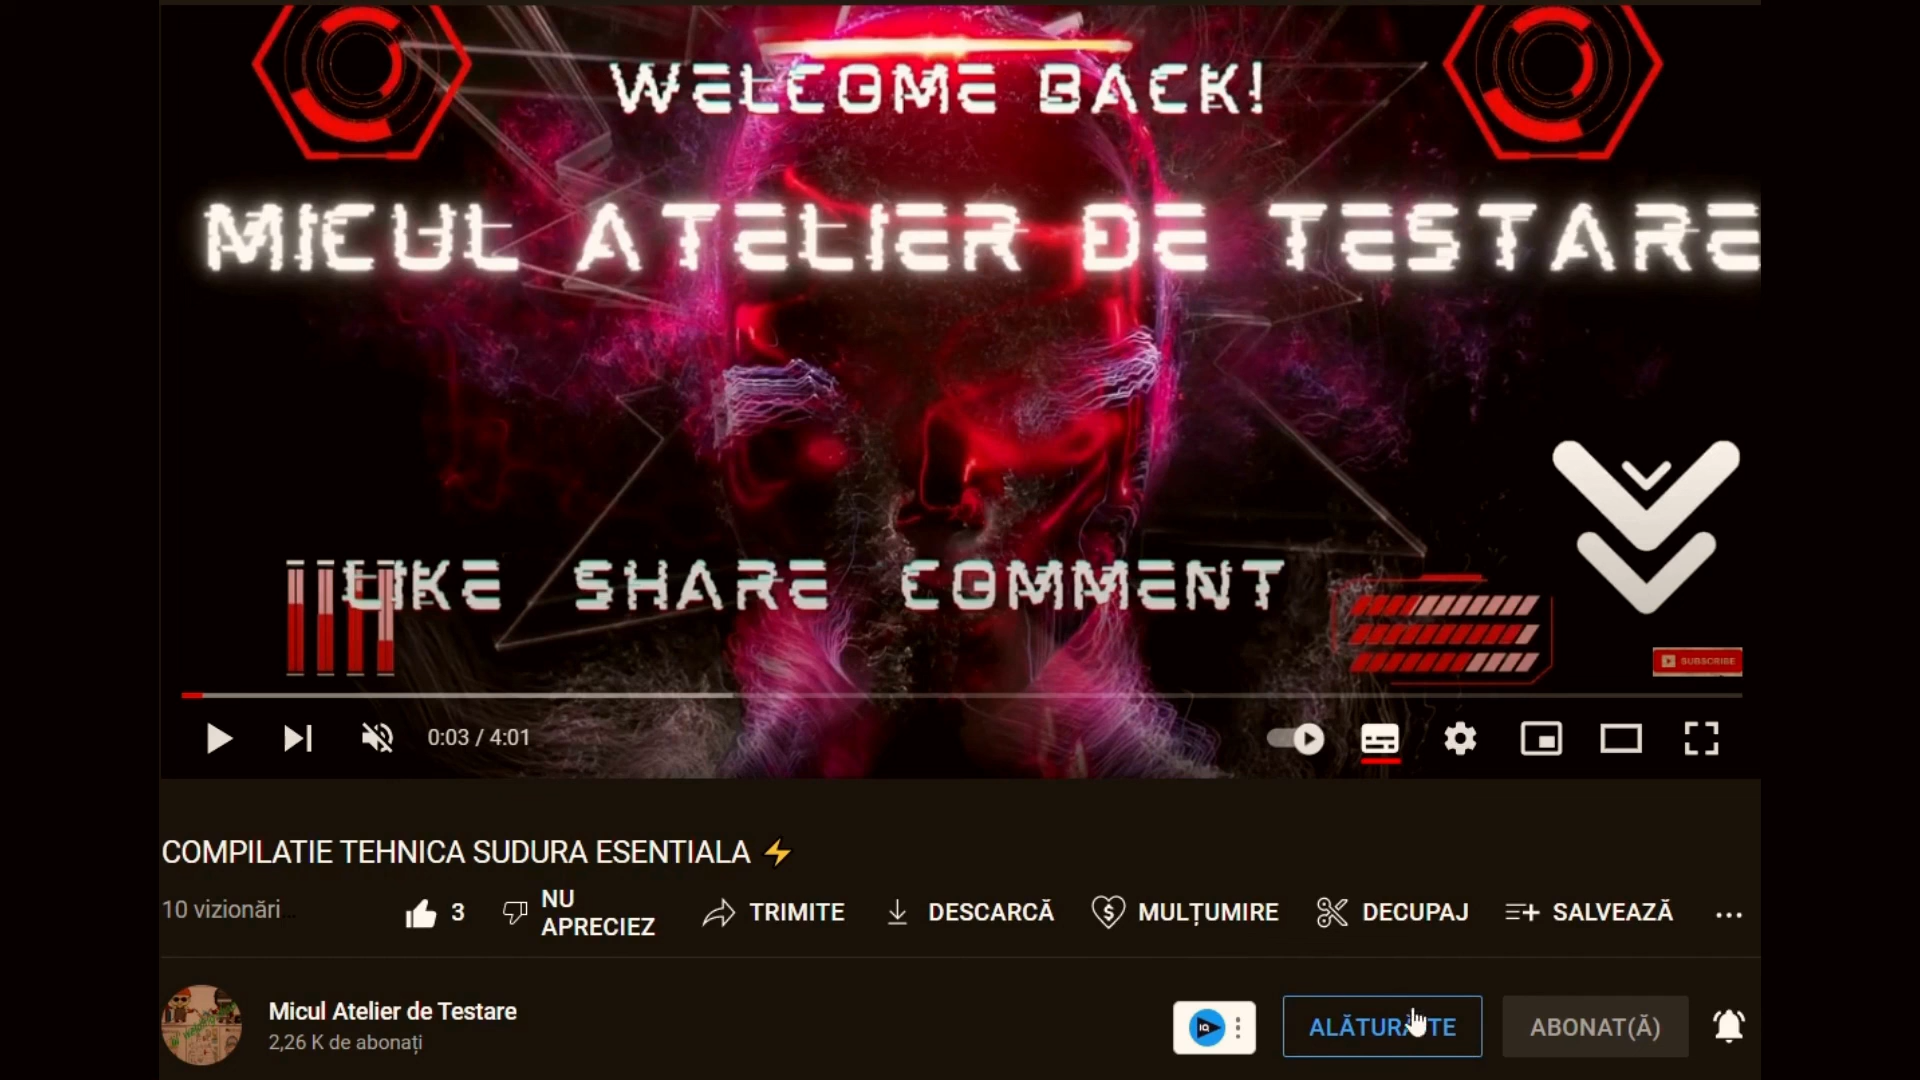 WELCOME BACK!
MICUL ATELIER DE TESTARE
LIKE SHARE COMMENT
SUBSCRIBE
0:03 / 4:01
COMPILATIE TEHNICA SUDURA ESENTIALA ⚡
10 vizionări...
3
NU APRECIEZ
TRIMITE
DESCARCĂ
MULȚUMIRE
DECUPAJ
SALVEAZĂ
Micul Atelier de Testare
2,26 K de abonați
IQ
ABONAT(Ă)